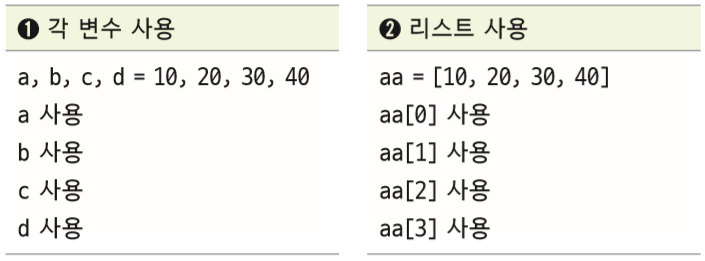 ❶ 각 변수 사용
a, b, c, d = 10, 20, 30, 40
a 사용
b 사용
c 사용
d 사용
❷ 리스트 사용
aa = [10, 20, 30, 40]
aa[0] 사용
aa[1] 사용
aa[2] 사용
aa[3] 사용